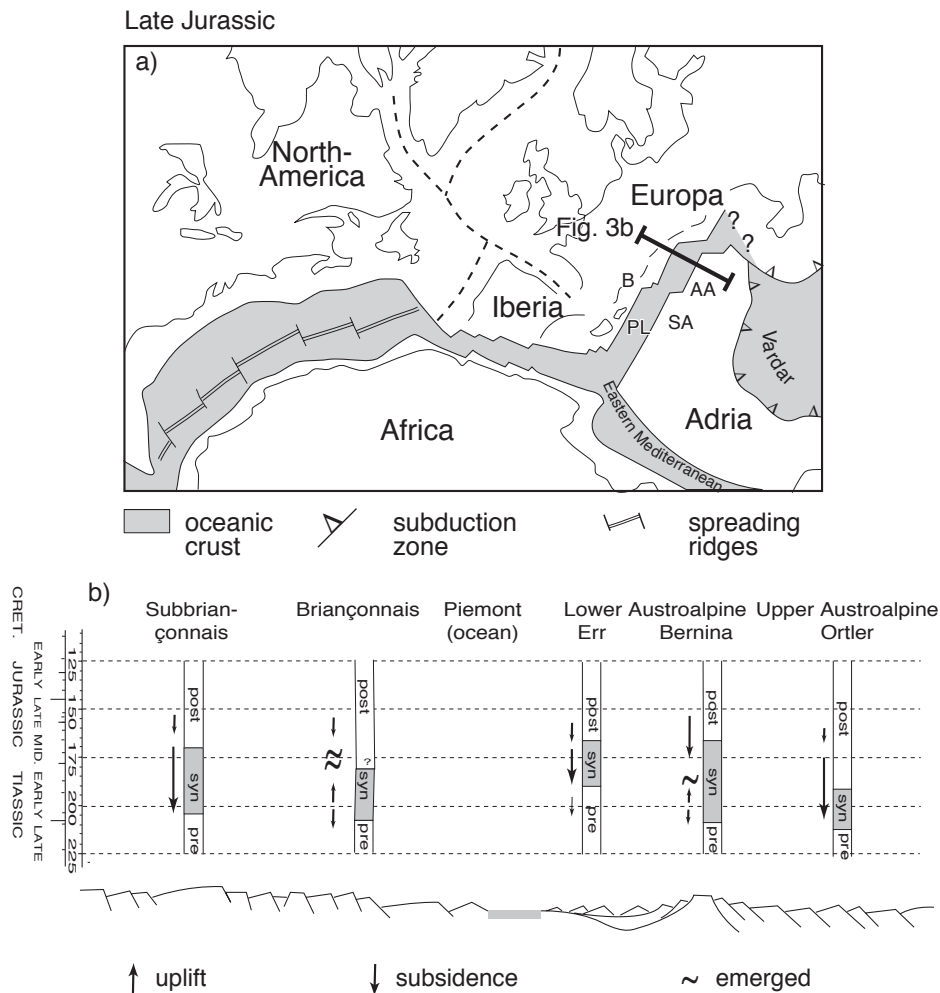 Late Jurassic
a)
North-
America
Europa
?
?
Fig. 3b
B
AA
Iberia
PL
SA
Vardar
Africa
Adria
Eastern Mediterranean
oceanic
crust
subduction
zone
spreading
ridges
b)
Subbrian-
çonnais
Briançonnais
Piemont
(ocean)
Lower
Err
Austroalpine
Bernina
Upper Austroalpine
Ortler
CRET. JURASSIC TIASSIC
EARLY LATE MID. EARLY LATE
125 150 175 200 225
post
syn
pre
post
?
syn
post
syn
pre
post
syn
pre
post
syn
pre
uplift
subsidence
emerged